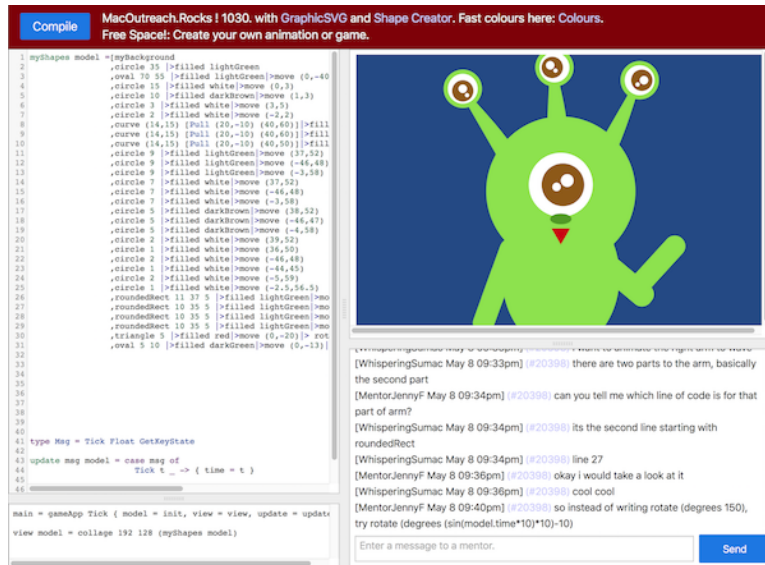 Compile
MacOutreach.Rocks ! 1030. with GraphicSVG and Shape Creator. Fast colours here: Colours.
Free Space!: Create your own animation or game.
1 myShapes model =[myBackground
2 ,circle 35 |>filled lightGreen
3 ,oval 70 55 |>filled lightGreen|>move (0,-40
4 ,circle 15 |>filled white|>move (0,3)
5 ,circle 10 |>filled darkBrown|>move (1,3)
6 ,circle 3 |>filled white|>move (3,5)
7 ,circle 2 |>filled white|>move (-2,2)
8 ,curve (14,15) [Pull (20,-10) (40,60)]|>fill
9 ,curve (14,15) [Pull (20,-10) (40,60)]|>fill
10 ,curve (14,15) [Pull (20,-10) (40,50)]|>fill
11 ,circle 9 |>filled lightGreen|>move (37,52)
12 ,circle 9 |>filled lightGreen|>move (-46,48)
13 ,circle 9 |>filled lightGreen|>move (-3,58)
14 ,circle 7 |>filled white|>move (37,52)
15 ,circle 7 |>filled white|>move (-46,48)
16 ,circle 7 |>filled white|>move (-3,58)
17 ,circle 5 |>filled darkBrown|>move (38,52)
18 ,circle 5 |>filled darkBrown|>move (-46,47)
19 ,circle 5 |>filled darkBrown|>move (-4,58)
20 ,circle 2 |>filled white|>move (39,52)
21 ,circle 1 |>filled white|>move (36,50)
22 ,circle 2 |>filled white|>move (-46,48)
23 ,circle 1 |>filled white|>move (-44,45)
24 ,circle 2 |>filled white|>move (-5,59)
25 ,circle 1 |>filled white|>move (-2.5,56.5)
26 ,roundedRect 11 37 5 |>filled lightGreen|>mo
27 ,roundedRect 10 35 5 |>filled lightGreen|>mo
28 ,roundedRect 10 35 5 |>filled lightGreen|>mo
29 ,roundedRect 10 35 5 |>filled lightGreen|>mo
30 ,triangle 5 |>filled red|>move (0,-20)|> rot
31 ,oval 5 10 |>filled darkGreen|>move (0,-13)|
32
33
34
35
36
37
38
39
40
41 type Msg = Tick Float GetKeyState
42
43 update msg model = case msg of
44 Tick t _ -> { time = t }
45
46
main = gameApp Tick { model = init, view = view, update = update
view model = collage 192 128 (myShapes model)
[WhisperingSumac May 8 09:33pm] (#20398) i want to animate the right arm to wave
[WhisperingSumac May 8 09:33pm] (#20398) there are two parts to the arm, basically
the second part
[MentorJennyF May 8 09:34pm] (#20398) can you tell me which line of code is for that
part of arm?
[WhisperingSumac May 8 09:34pm] (#20398) its the second line starting with
roundedRect
[WhisperingSumac May 8 09:34pm] (#20398) line 27
[MentorJennyF May 8 09:36pm] (#20398) okay i would take a look at it
[WhisperingSumac May 8 09:36pm] (#20398) cool cool
[MentorJennyF May 8 09:40pm] (#20398) so instead of writing rotate (degrees 150),
try rotate (degrees (sin(model.time*10)*10)-10)
Enter a message to a mentor.
Send